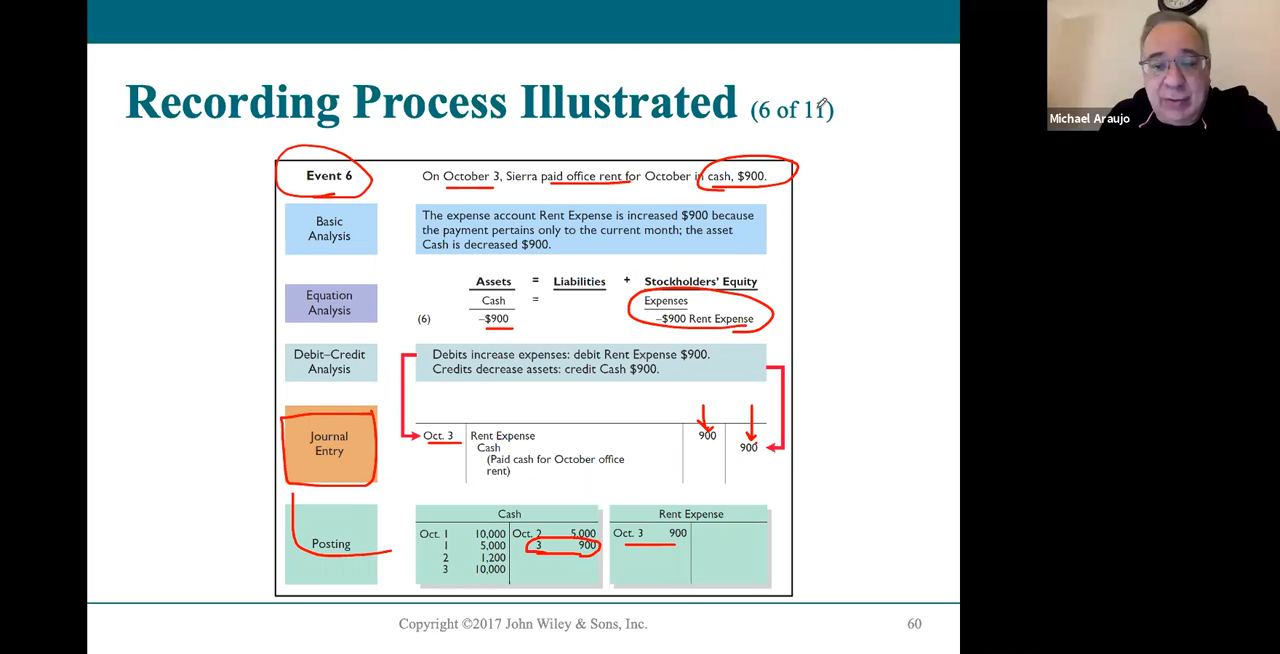 Recording Process Illustrated (6 of 11)
Michael Araujo
Event 6
On October 3, Sierra paid office rent for October in cash, $900.
Basic
Analysis
The expense account Rent Expense is increased $900 because
the payment pertains only to the current month; the asset
Cash is decreased $900.
Equation
Analysis
Assets = Liabilities + Stockholders' Equity
Cash = Expenses
(6) –$900 –$900 Rent Expense
Debit–Credit
Analysis
Debits increase expenses: debit Rent Expense $900.
Credits decrease assets: credit Cash $900.
Journal
Entry
Oct. 3 Rent Expense 900
Cash 900
(Paid cash for October office
rent)
Posting
Cash
Oct. 1 10,000 Oct. 2 5,000
1 5,000 3 900
2 1,200
3 10,000
Rent Expense
Oct. 3 900
Copyright ©2017 John Wiley & Sons, Inc.
60